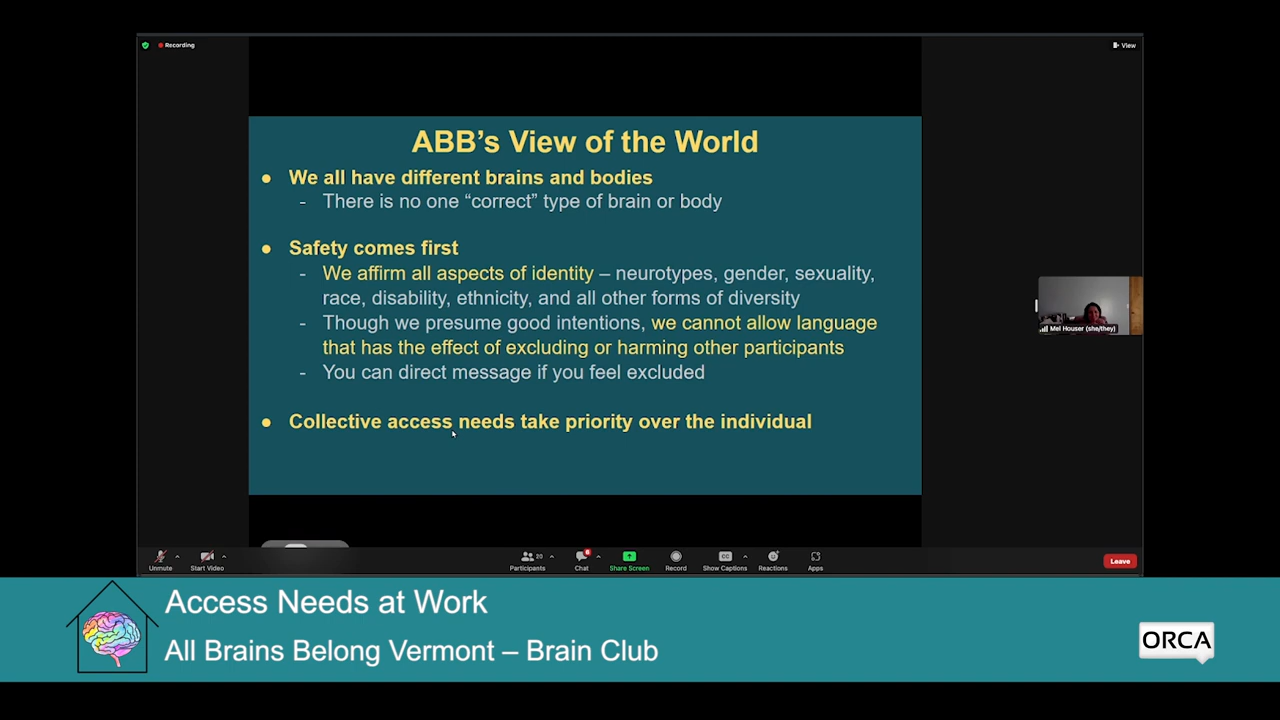 Recording
View
ABB's View of the World
● We all have different brains and bodies
- There is no one “correct” type of brain or body
● Safety comes first
- We affirm all aspects of identity – neurotypes, gender, sexuality,
race, disability, ethnicity, and all other forms of diversity
- Though we presume good intentions, we cannot allow language
that has the effect of excluding or harming other participants
- You can direct message if you feel excluded
● Collective access needs take priority over the individual
Mel Houser (she/they)
20
8
Unmute Start Video Participants Chat Share Screen Record Show Captions Reactions Apps Leave
Access Needs at Work
All Brains Belong Vermont – Brain Club
ORCA